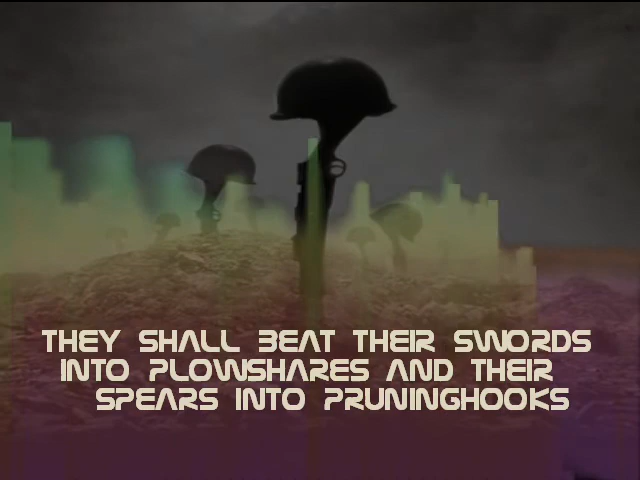 THEY SHALL BEAT THEIR SWORDS
INTO PLOWSHARES AND THEIR
SPEARS INTO PRUNINGHOOKS